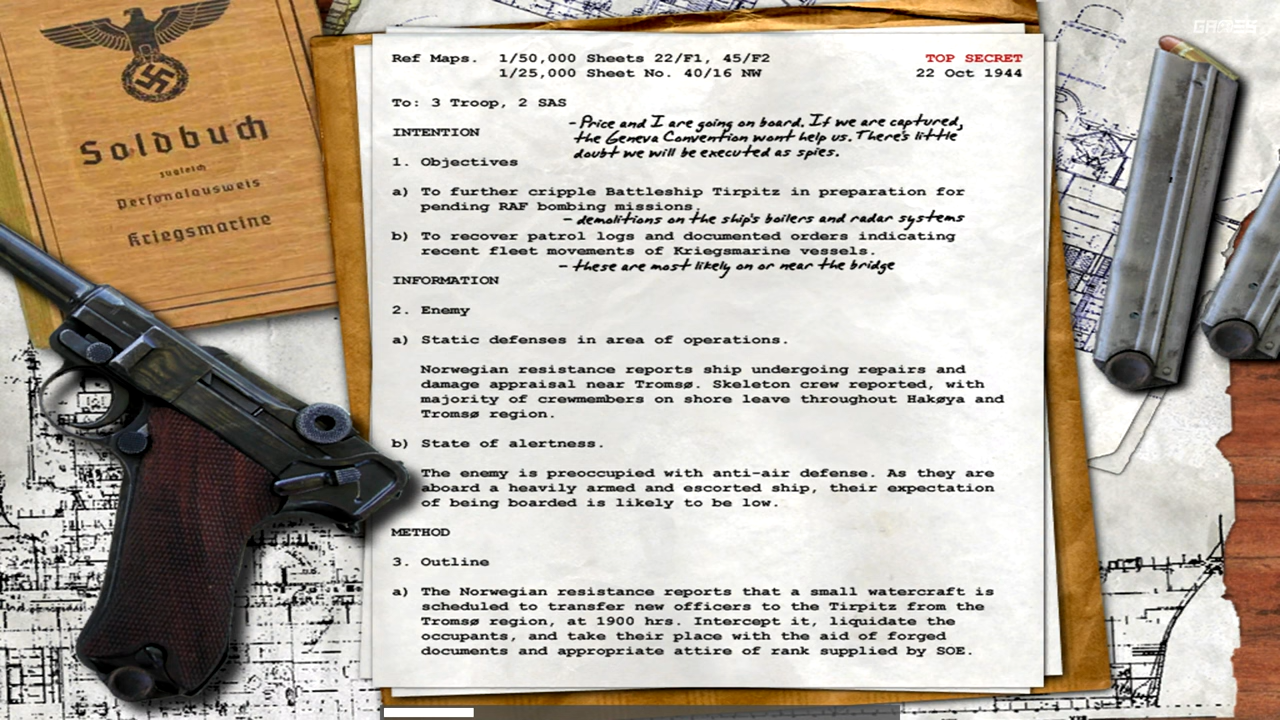 GAMES
Soldbuch
zugleich
Personalausweis
Kriegsmarine
Ref Maps. 1/50,000 Sheets 22/F1, 45/F2
1/25,000 Sheet No. 40/16 NW
TOP SECRET
22 Oct 1944
To: 3 Troop, 2 SAS
- Price and I are going on board. If we are captured,
the Geneva Convention wont help us. There's little
doubt we will be executed as spies.
INTENTION
1. Objectives
a) To further cripple Battleship Tirpitz in preparation for
pending RAF bombing missions.
- demolitions on the ship's boilers and radar systems
b) To recover patrol logs and documented orders indicating
recent fleet movements of Kriegsmarine vessels.
- these are most likely on or near the bridge
INFORMATION
2. Enemy
a) Static defenses in area of operations.
Norwegian resistance reports ship undergoing repairs and
damage appraisal near Tromsø. Skeleton crew reported, with
majority of crewmembers on shore leave throughout Hakøya and
Tromsø region.
b) State of alertness.
The enemy is preoccupied with anti-air defense. As they are
aboard a heavily armed and escorted ship, their expectation
of being boarded is likely to be low.
METHOD
3. Outline
a) The Norwegian resistance reports that a small watercraft is
scheduled to transfer new officers to the Tirpitz from the
Tromsø region, at 1900 hrs. Intercept it, liquidate the
occupants, and take their place with the aid of forged
documents and appropriate attire of rank supplied by SOE.